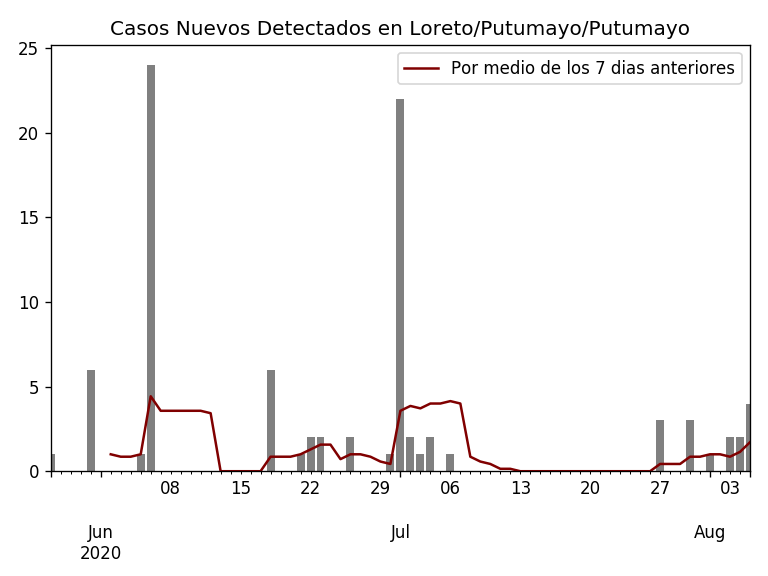 Casos Nuevos Detectados en Loreto/Putumayo/Putumayo
Por medio de los 7 dias anteriores
25
20
15
10
5
0
08 15 22 29 06 13 20 27 03
Jun Jul Aug
2020